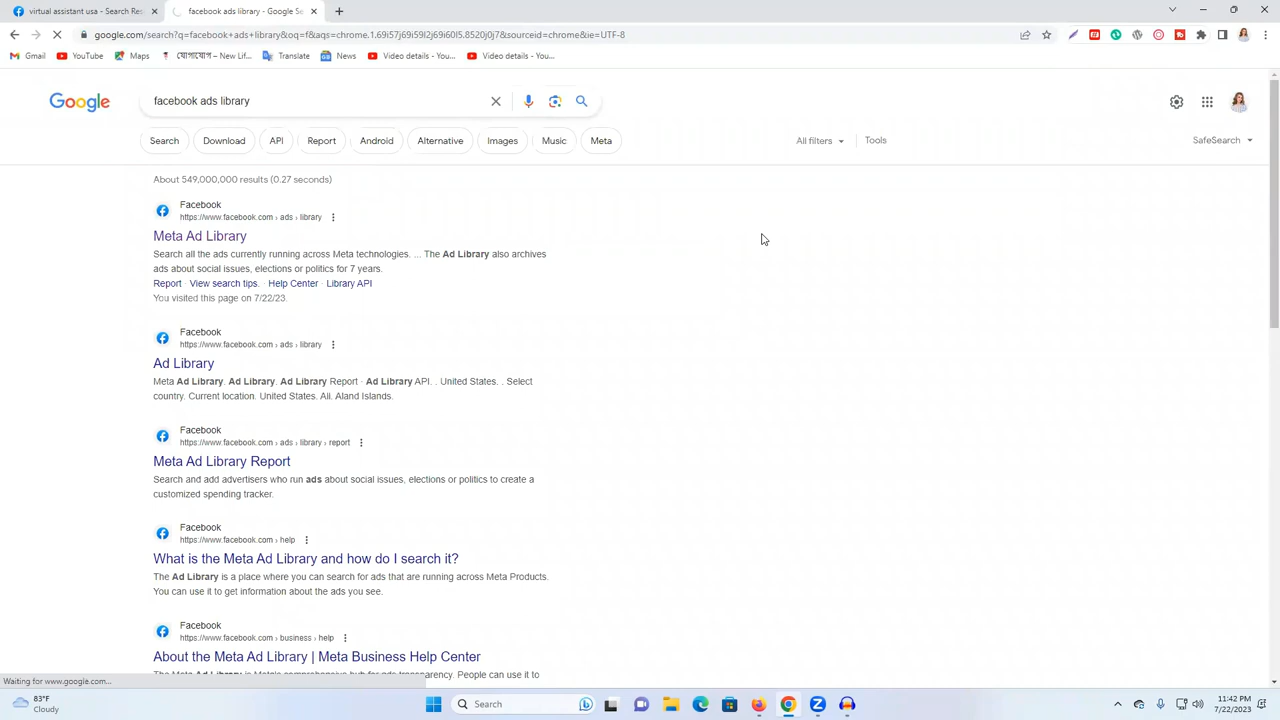 virtual assistant usa - Search Res
facebook ads library - Google Se
google.com/search?q=facebook+ads+library&oq=f&aqs=chrome.1.69i57j69i59l2j69i60l5.8520j0j7&sourceid=chrome&ie=UTF-8
Gmail YouTube Maps যোগাযোগ – New Lif... Translate News Video details - You... Video details - You...
Google facebook ads library
Search Download API Report Android Alternative Images Music Meta All filters Tools SafeSearch
About 549,000,000 results (0.27 seconds)
Facebook
https://www.facebook.com › ads › library
Meta Ad Library
Search all the ads currently running across Meta technologies. ... The Ad Library also archives
ads about social issues, elections or politics for 7 years.
Report · View search tips. · Help Center · Library API
You visited this page on 7/22/23.
Facebook
https://www.facebook.com › ads › library
Ad Library
Meta Ad Library. Ad Library. Ad Library Report · Ad Library API. . United States. . Select
country. Current location. United States. All. Aland Islands.
Facebook
https://www.facebook.com › ads › library › report
Meta Ad Library Report
Search and add advertisers who run ads about social issues, elections or politics to create a
customized spending tracker.
Facebook
https://www.facebook.com › help
What is the Meta Ad Library and how do I search it?
The Ad Library is a place where you can search for ads that are running across Meta Products.
You can use it to get information about the ads you see.
Facebook
https://www.facebook.com › business › help
About the Meta Ad Library | Meta Business Help Center
Waiting for www.google.com...
83°F
Cloudy
Search
11:42 PM
7/22/2023